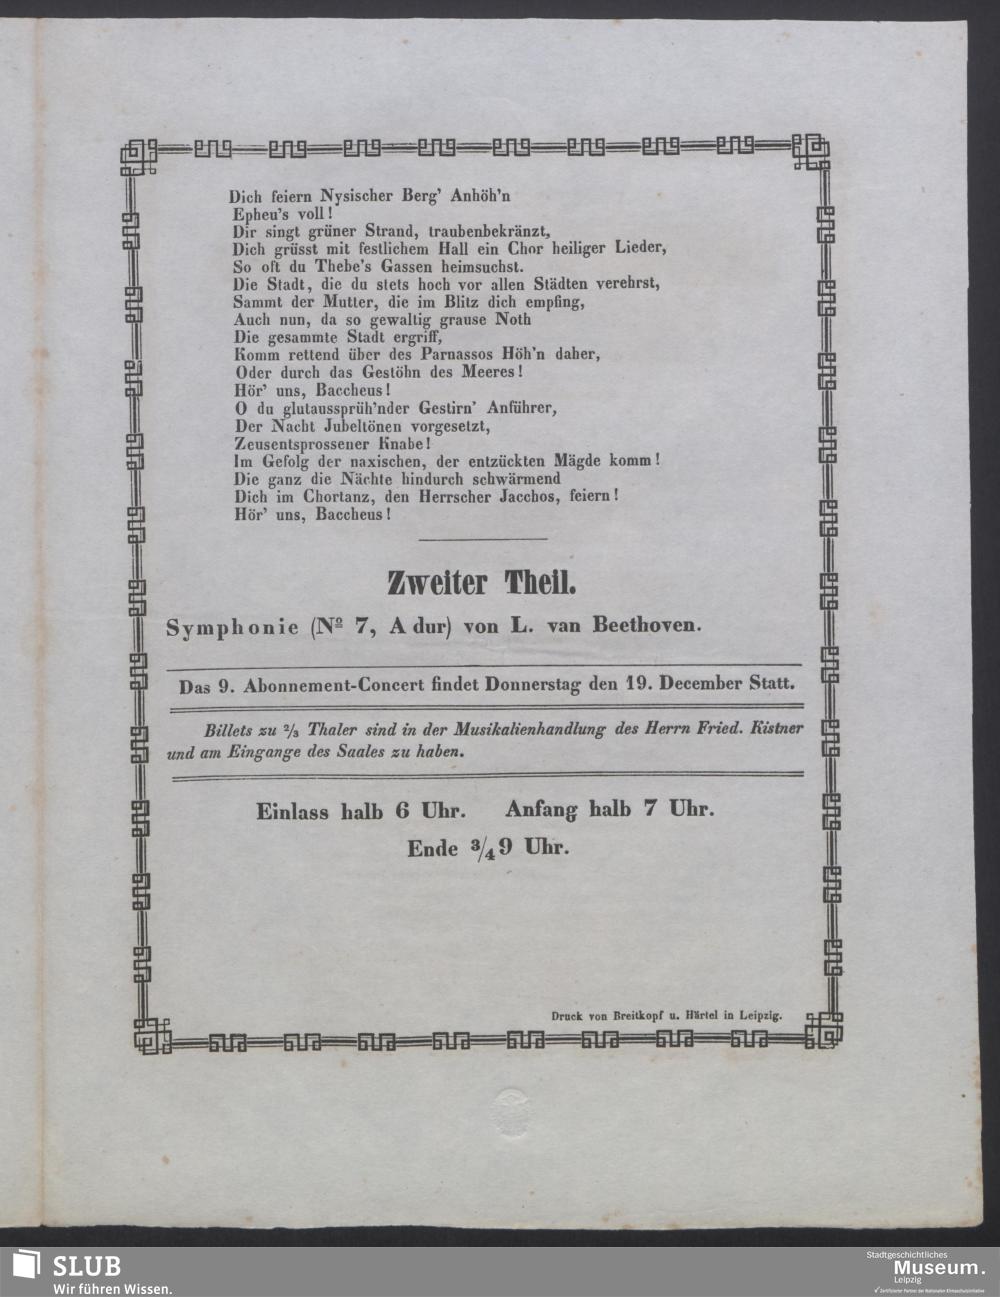 Dich feiern Nysischer Berg' Anhöh'n
Epheu's voll!
Dir singt grüner Strand, traubenbekränzt,
Dich grüsst mit festlichem Hall ein Chor heiliger Lieder,
So oft du Thebe's Gassen heimsuchst.
Die Stadt, die du stets hoch vor allen Städten verehrst,
Sammt der Mutter, die im Blitz dich empfing,
Auch nun, da so gewaltig grause Noth
Die gesammte Stadt ergriff,
Komm rettend über des Parnassos Höh'n daher,
Oder durch das Gestöhn des Meeres!
Hör' uns, Baccheus!
O du glutaussprüh'nder Gestirn' Anführer,
Der Nacht Jubeltönen vorgesetzt,
Zeusentsprossener Knabe!
Im Gefolg der naxischen, der entzückten Mägde komm!
Die ganz die Nächte hindurch schwärmend
Dich im Chortanz, den Herrscher Jacchos, feiern!
Hör' uns, Baccheus!
Zweiter Theil.
Symphonie (Nº 7, A dur) von L. van Beethoven.
Das 9. Abonnement-Concert findet Donnerstag den 19. December Statt.
Billets zu 2/3 Thaler sind in der Musikalienhandlung des Herrn Fried. Kistner
und am Eingange des Saales zu haben.
Einlass halb 6 Uhr. Anfang halb 7 Uhr.
Ende 3/4 9 Uhr.
Druck von Breitkopf u. Härtel in Leipzig.
SLUB
Wir führen Wissen.
Stadtgeschichtliches
Museum.
Leipzig
Zertifizierter Partner der Nationalen Klimaschutzinitiative